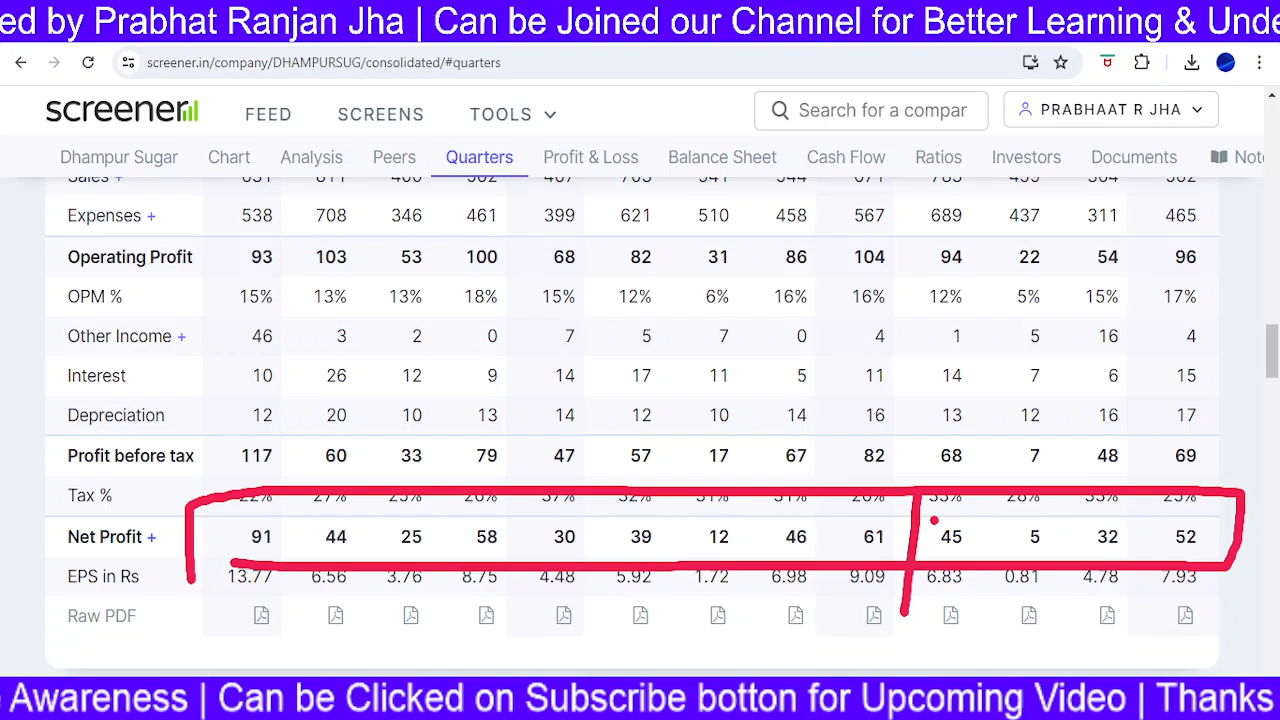 ed by Prabhat Ranjan Jha | Can be Joined our Channel for Better Learning & Unde
screener.in/company/DHAMPURSUG/consolidated/#quarters
screener FEED SCREENS TOOLS Search for a compar PRABHAAT R JHA
Dhampur Sugar Chart Analysis Peers Quarters Profit & Loss Balance Sheet Cash Flow Ratios Investors Documents Note
Sales +
Expenses + 538 708 346 461 399 621 510 458 567 689 437 311 465
Operating Profit 93 103 53 100 68 82 31 86 104 94 22 54 96
OPM % 15% 13% 13% 18% 15% 12% 6% 16% 16% 12% 5% 15% 17%
Other Income + 46 3 2 0 7 5 7 0 4 1 5 16 4
Interest 10 26 12 9 14 17 11 5 11 14 7 6 15
Depreciation 12 20 10 13 14 12 10 14 16 13 12 16 17
Profit before tax 117 60 33 79 47 57 17 67 82 68 7 48 69
Tax %
Net Profit + 91 44 25 58 30 39 12 46 61 45 5 32 52
EPS in Rs 13.77 6.56 3.76 8.75 4.48 5.92 1.72 6.98 9.09 6.83 0.81 4.78 7.93
Raw PDF
e Awareness | Can be Clicked on Subscribe botton for Upcoming Video | Thanks